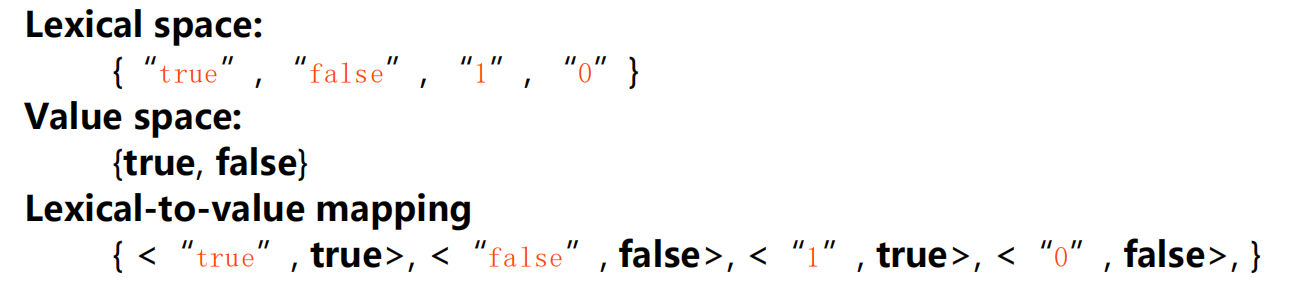 Lexical space:
{ “true” , “false” , “1” , “0” }
Value space:
{true, false}
Lexical-to-value mapping
{ < “true” , true>, < “false” , false>, < “1” , true>, < “0” , false>, }